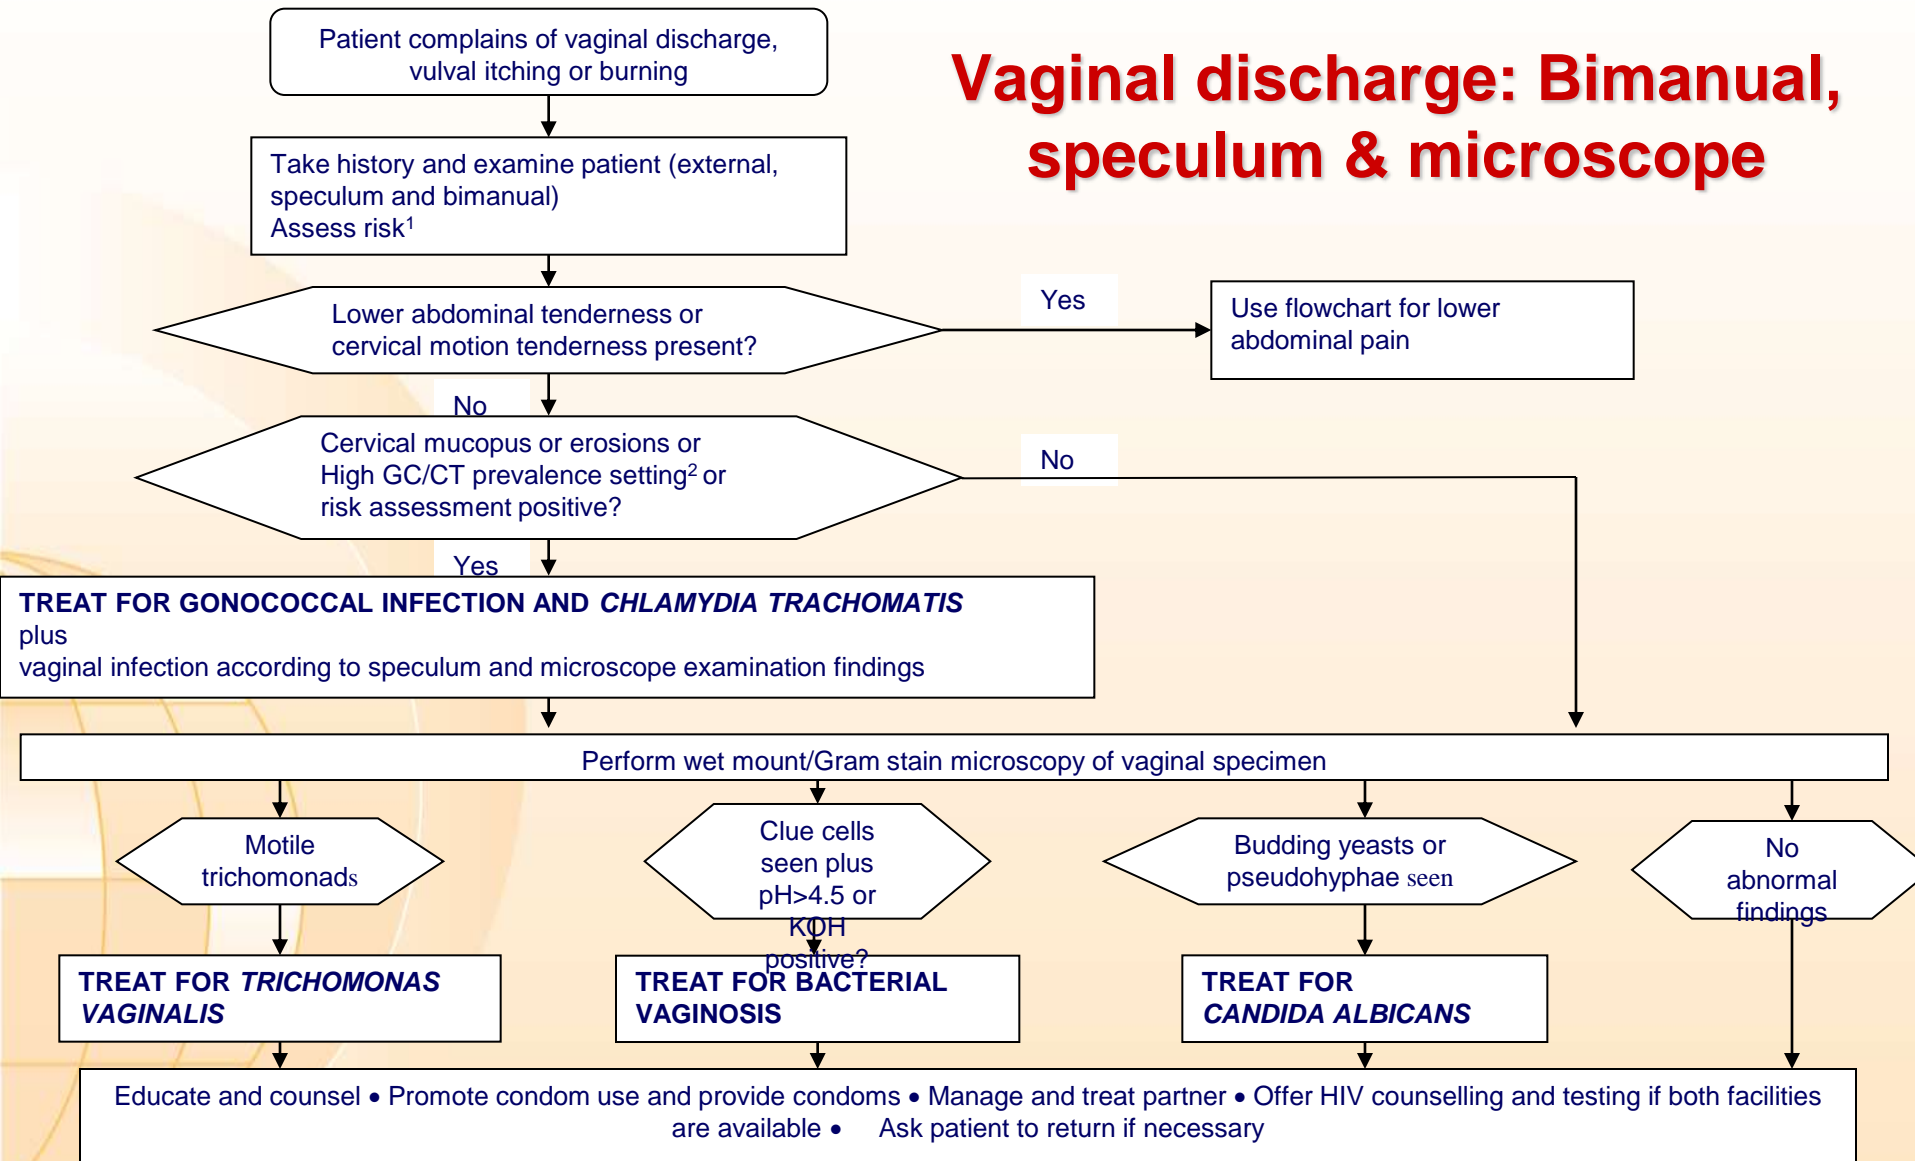 Patient complains of vaginal discharge,
vulval itching or burning
Vaginal discharge: Bimanual,
speculum & microscope
Take history and examine patient (external,
speculum and bimanual)
Assess risk¹
Lower abdominal tenderness or
cervical motion tenderness present?
Yes
Use flowchart for lower
abdominal pain
No
Cervical mucopus or erosions or
High GC/CT prevalence setting² or
risk assessment positive?
No
Yes
TREAT FOR GONOCOCCAL INFECTION AND CHLAMYDIA TRACHOMATIS
plus
vaginal infection according to speculum and microscope examination findings
Perform wet mount/Gram stain microscopy of vaginal specimen
Motile
trichomonads
Clue cells
seen plus
pH>4.5 or
KOH
positive?
Budding yeasts or
pseudohyphae seen
No
abnormal
findings
TREAT FOR TRICHOMONAS
VAGINALIS
TREAT FOR BACTERIAL
VAGINOSIS
TREAT FOR
CANDIDA ALBICANS
Educate and counsel • Promote condom use and provide condoms • Manage and treat partner • Offer HIV counselling and testing if both facilities
are available • Ask patient to return if necessary